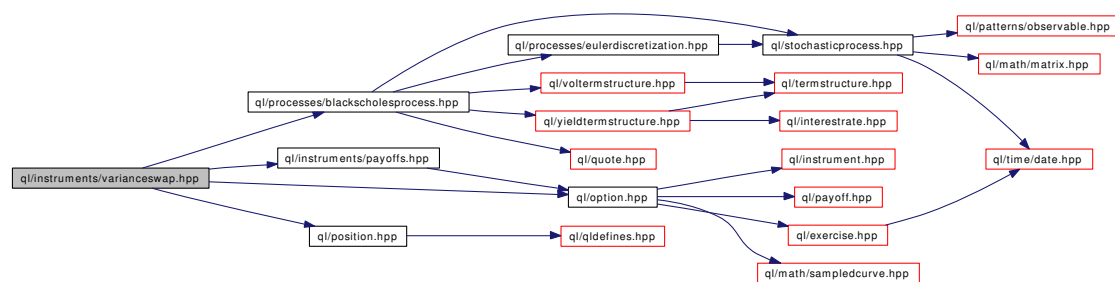 ql/patterns/observable.hpp
ql/processes/eulerdiscretization.hpp
ql/stochasticprocess.hpp
ql/math/matrix.hpp
ql/voltermstructure.hpp
ql/termstructure.hpp
ql/processes/blackscholesprocess.hpp
ql/yieldtermstructure.hpp
ql/interestrate.hpp
ql/instruments/payoffs.hpp
ql/quote.hpp
ql/instrument.hpp
ql/time/date.hpp
ql/instruments/varianceswap.hpp
ql/option.hpp
ql/payoff.hpp
ql/position.hpp
ql/qldefines.hpp
ql/exercise.hpp
ql/math/sampledcurve.hpp